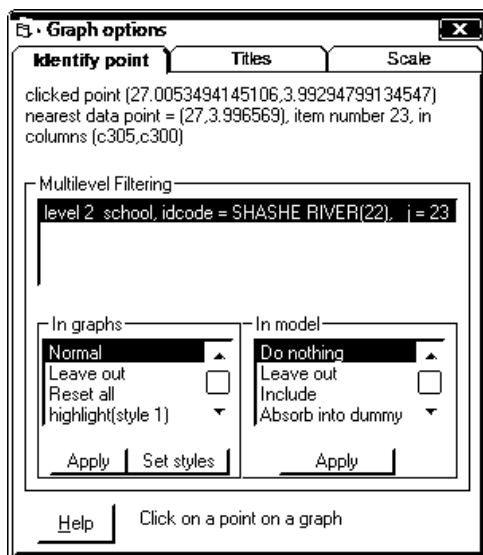 Graph options
Identify point Titles Scale
clicked point (27.0053494145106,3.99294799134547)
nearest data point = (27,3.996569), item number 23, in
columns (c305,c300)
Multilevel Filtering
level 2 school, idcode = SHASHE RIVER(22), j = 23
In graphs
Normal
Leave out
Reset all
highlight(style 1)
Apply Set styles
In model
Do nothing
Leave out
Include
Absorb into dummy
Apply
Help Click on a point on a graph